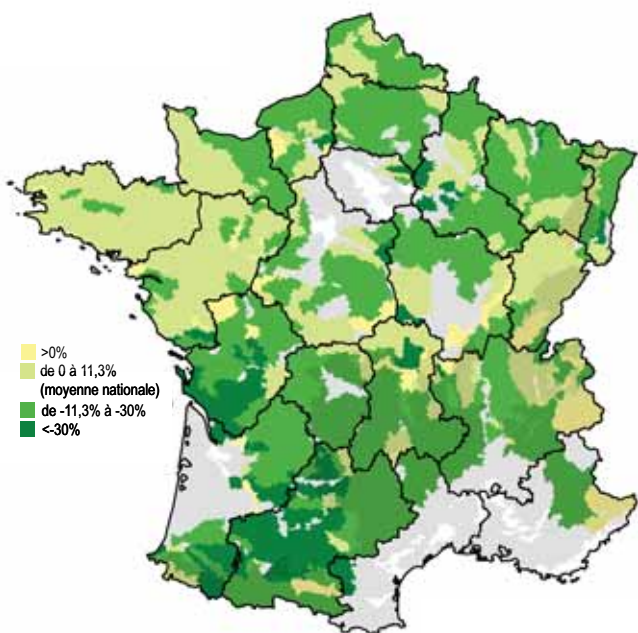 >0%
de 0 à 11,3%
(moyenne nationale)
de -11,3% à -30%
<-30%